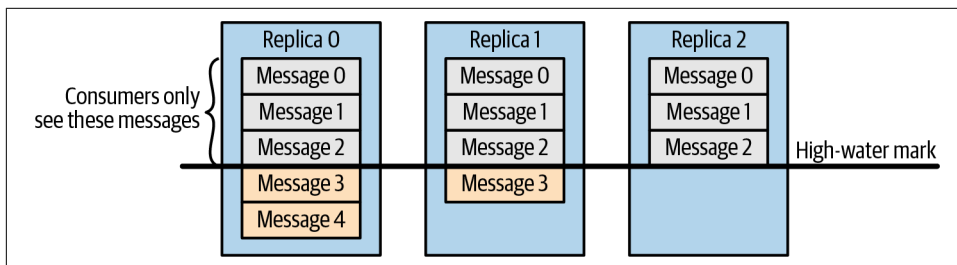 Replica 0
Replica 1
Replica 2
Consumers only
see these messages
Message 0
Message 1
Message 2
Message 3
Message 4
Message 0
Message 1
Message 2
Message 3
Message 0
Message 1
Message 2
High-water mark